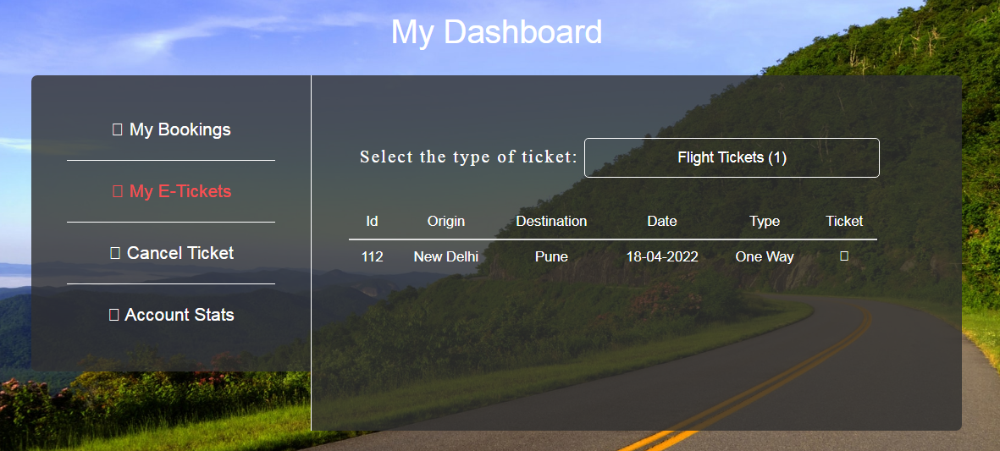 My Dashboard
My Bookings
My E-Tickets
Cancel Ticket
Account Stats
Select the type of ticket: Flight Tickets (1)
Id Origin Destination Date Type Ticket
112 New Delhi Pune 18-04-2022 One Way